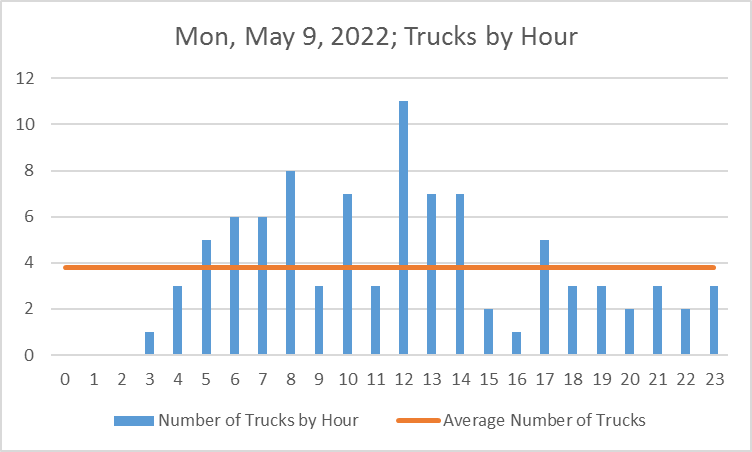 Mon, May 9, 2022; Trucks by Hour
12
10
8
6
4
2
0
0 1 2 3 4 5 6 7 8 9 10 11 12 13 14 15 16 17 18 19 20 21 22 23
Number of Trucks by Hour Average Number of Trucks